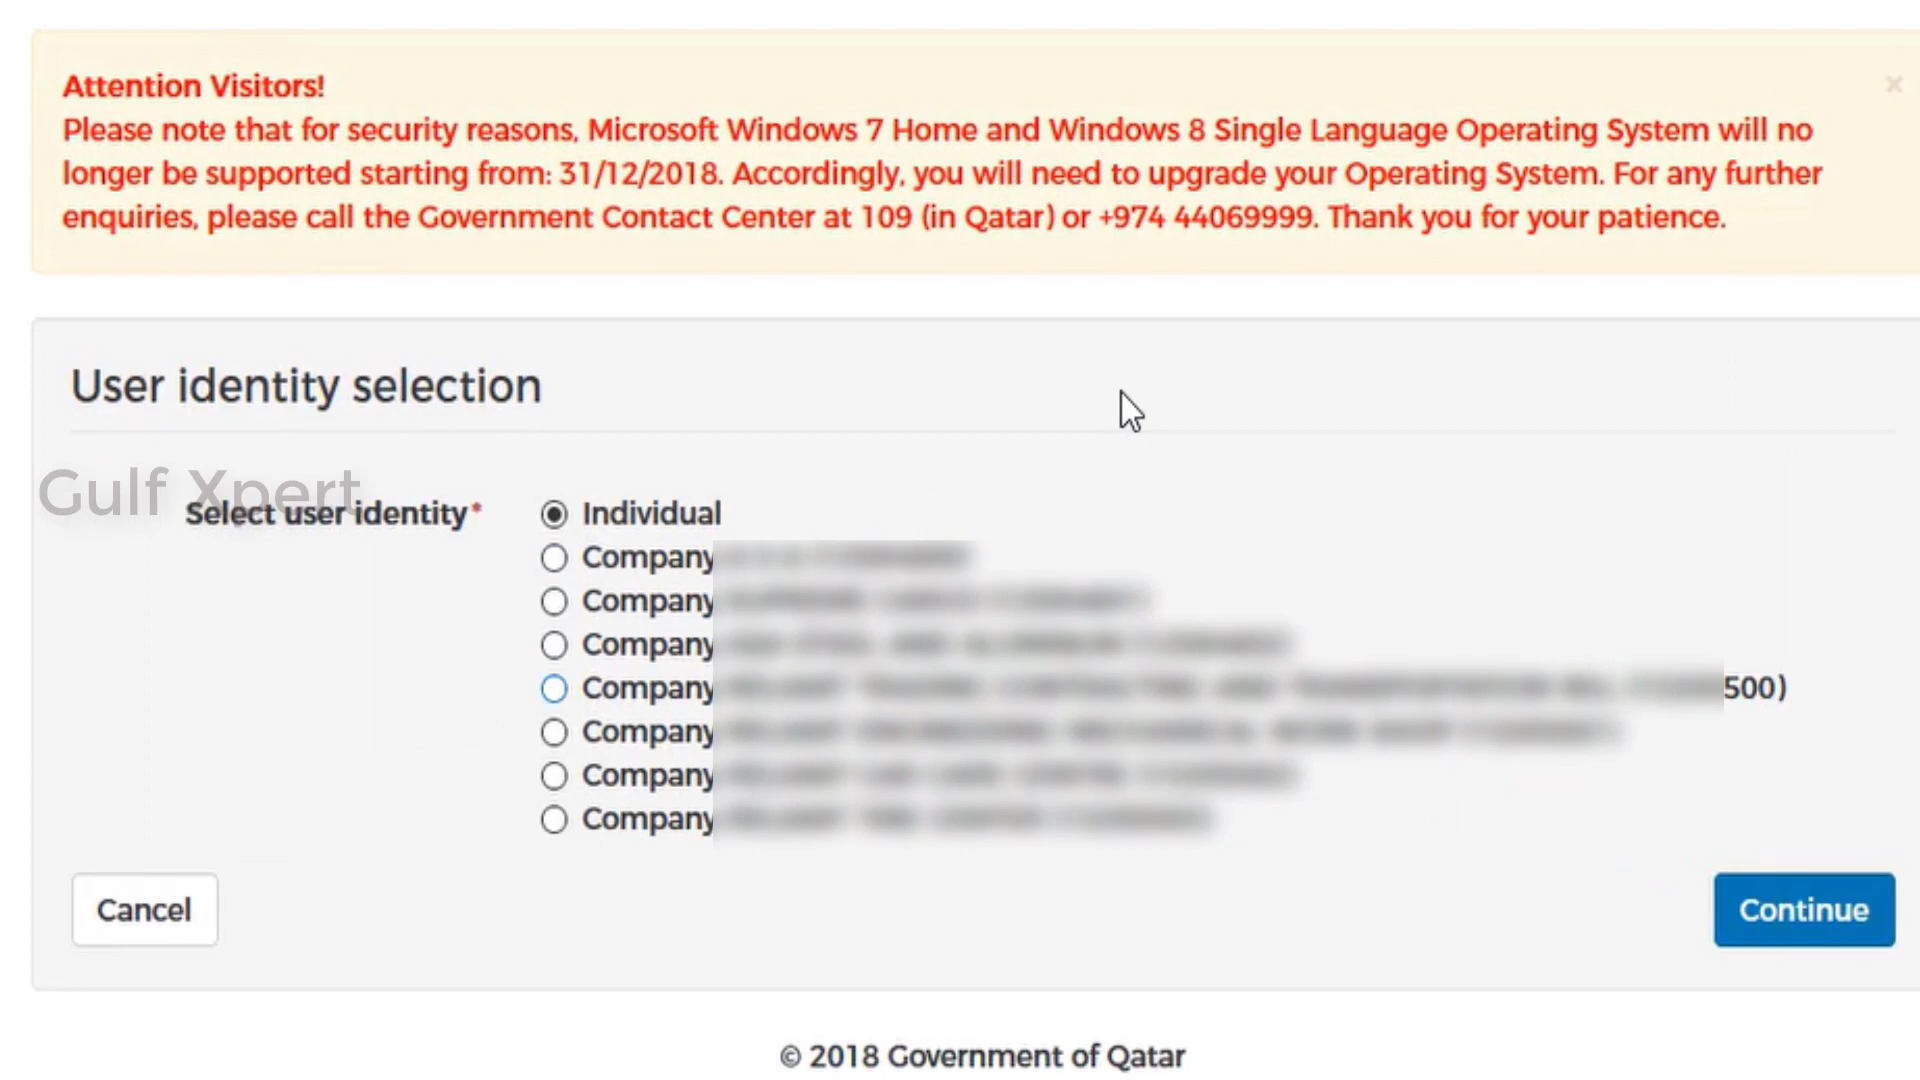 Attention Visitors!
Please note that for security reasons, Microsoft Windows 7 Home and Windows 8 Single Language Operating System will no
longer be supported starting from: 31/12/2018. Accordingly, you will need to upgrade your Operating System. For any further
enquiries, please call the Government Contact Center at 109 (in Qatar) or +974 44069999. Thank you for your patience.
×
User identity selection
Gulf Xpert
Select user identity*
Individual
Company
Company
Company
Company 500)
Company
Company
Company
Cancel
Continue
© 2018 Government of Qatar